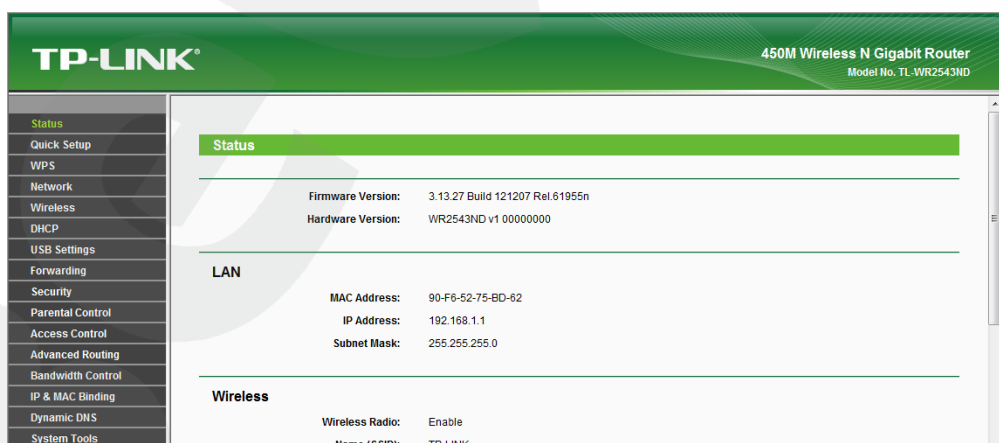 TP-LINK®
450M Wireless N Gigabit Router
Model No. TL-WR2543ND
Status
Quick Setup
WPS
Network
Wireless
DHCP
USB Settings
Forwarding
Security
Parental Control
Access Control
Advanced Routing
Bandwidth Control
IP & MAC Binding
Dynamic DNS
System Tools
Status
Firmware Version: 3.13.27 Build 121207 Rel.61955n
Hardware Version: WR2543ND v1 00000000
LAN
MAC Address: 90-F6-52-75-BD-62
IP Address: 192.168.1.1
Subnet Mask: 255.255.255.0
Wireless
Wireless Radio: Enable
Name (SSID): TP-LINK